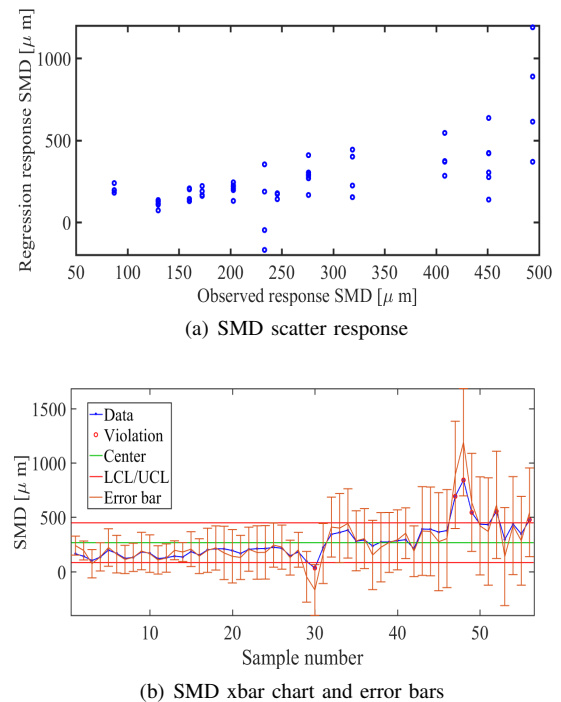 Regression response SMD [μ m]
1000
500
0
50 100 150 200 250 300 350 400 450 500
Observed response SMD [μ m]
(a) SMD scatter response
SMD [μ m]
1500
1000
500
0
Data
Violation
Center
LCL/UCL
Error bar
10 20 30 40 50
Sample number
(b) SMD xbar chart and error bars